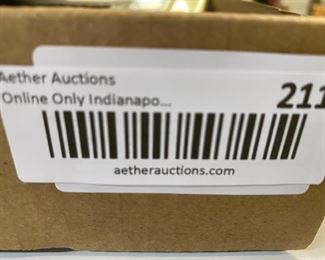 Aether Auctions
Online Only Indianapo...
211
aetherauctions.com